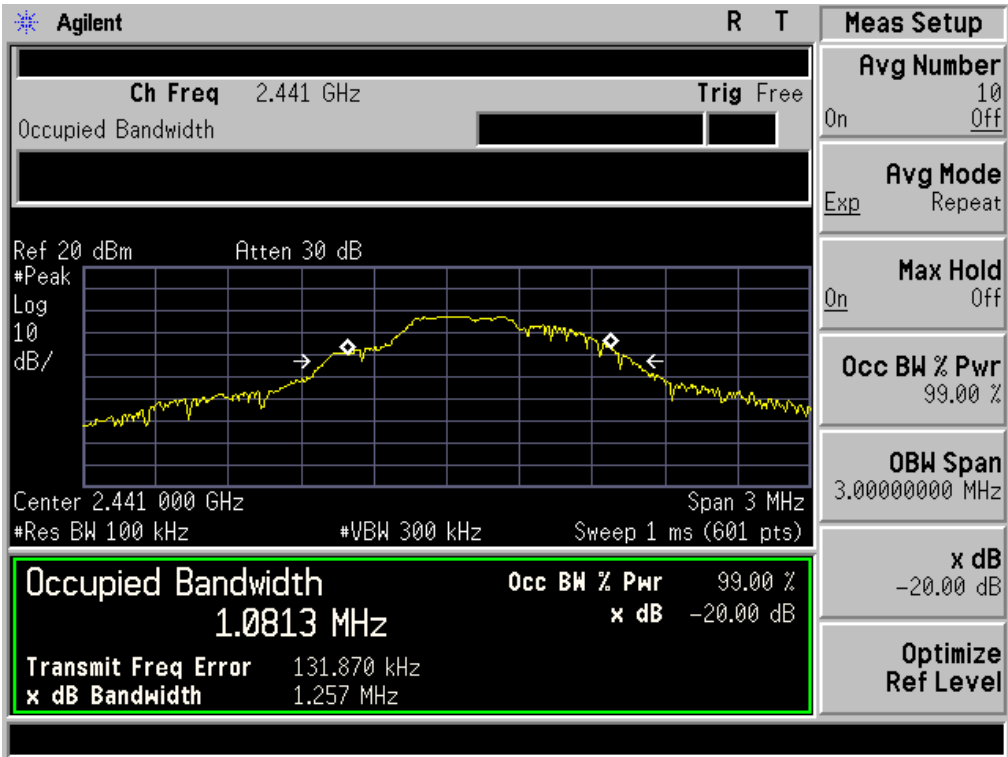 Agilent R T
Ch Freq 2.441 GHz Trig Free
Occupied Bandwidth
Ref 20 dBm Atten 30 dB
#Peak
Log
10
dB/
Center 2.441 000 GHz Span 3 MHz
#Res BW 100 kHz #VBW 300 kHz Sweep 1 ms (601 pts)
Occupied Bandwidth Occ BW % Pwr 99.00 %
1.0813 MHz x dB -20.00 dB
Transmit Freq Error 131.870 kHz
x dB Bandwidth 1.257 MHz
Meas Setup
Avg Number
10
On Off
Avg Mode
Exp Repeat
Max Hold
On Off
Occ BW % Pwr
99.00 %
OBW Span
3.00000000 MHz
x dB
-20.00 dB
Optimize
Ref Level